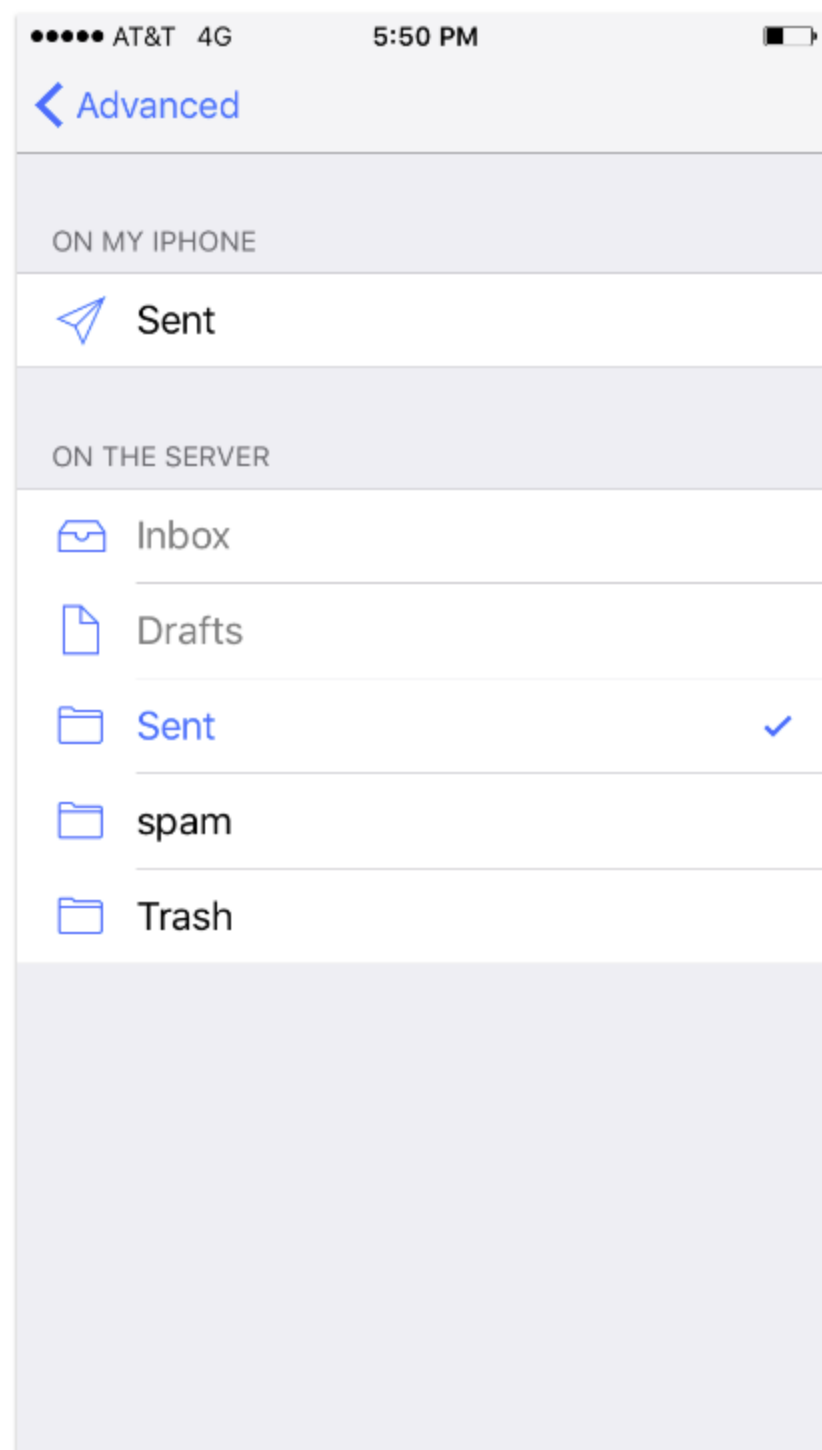 AT&T 4G 5:50 PM
Advanced
ON MY IPHONE
Sent
ON THE SERVER
Inbox
Drafts
Sent
spam
Trash